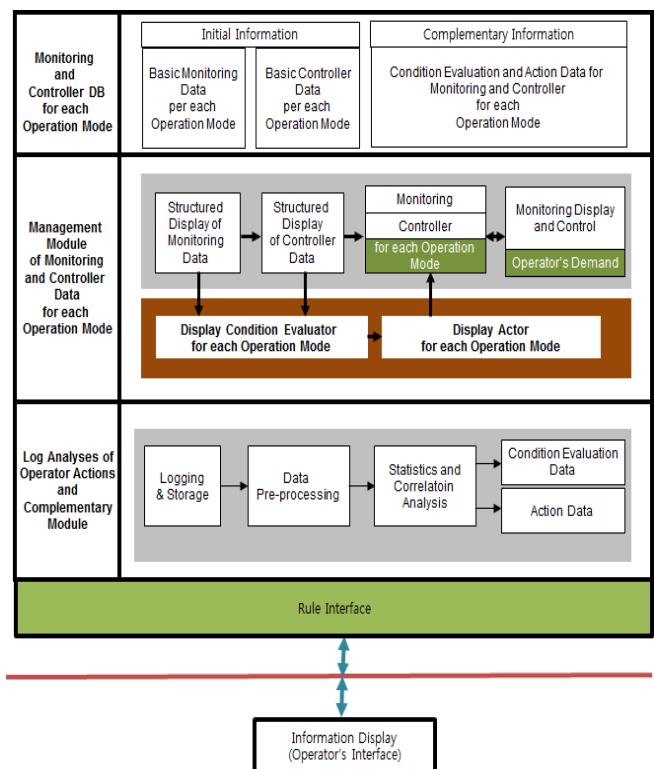 Monitoring
and
Controller DB
for each
Operation Mode
Initial Information
Complementary Information
Basic Monitoring
Data
per each
Operation Mode
Basic Controller
Data
per each
Operation Mode
Condition Evaluation and Action Data for
Monitoring and Controller
for each
Operation Mode
Management
Module
of Monitoring
and Controller
Data
for each
Operation Mode
Structured
Display of
Monitoring
Data
Structured
Display
of Controller
Data
Monitoring
Controller
for each Operation
Mode
Monitoring Display
and Control
Operator's Demand
Display Condition Evaluator
for each Operation Mode
Display Actor
for each Operation Mode
Log Analyses of
Operator Actions
and
Complementary
Module
Logging
& Storage
Data
Pre-processing
Statistics and
Correlatoin
Analysis
Condition Evaluation
Data
Action Data
Rule Interface
Information Display
(Operator's Interface)